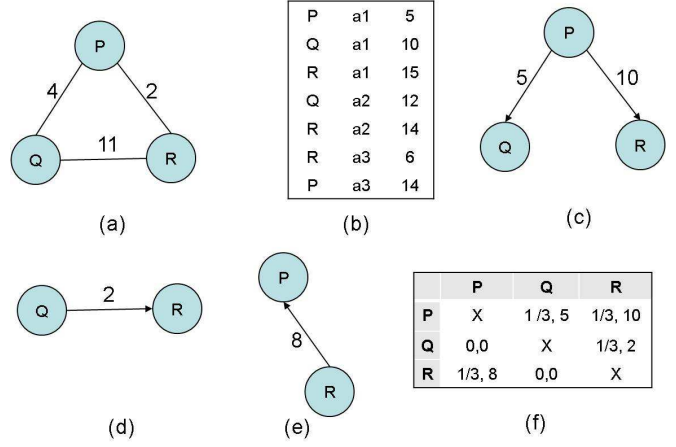 P
4
2
11
Q
R
(a)
P a1 5
Q a1 10
R a1 15
Q a2 12
R a2 14
R a3 6
P a3 14
(b)
P
5
10
Q
R
(c)
Q
2
R
(d)
P
8
R
(e)
P Q R
P X 1 /3, 5 1/3, 10
Q 0,0 X 1/3, 2
R 1/3, 8 0,0 X
(f)